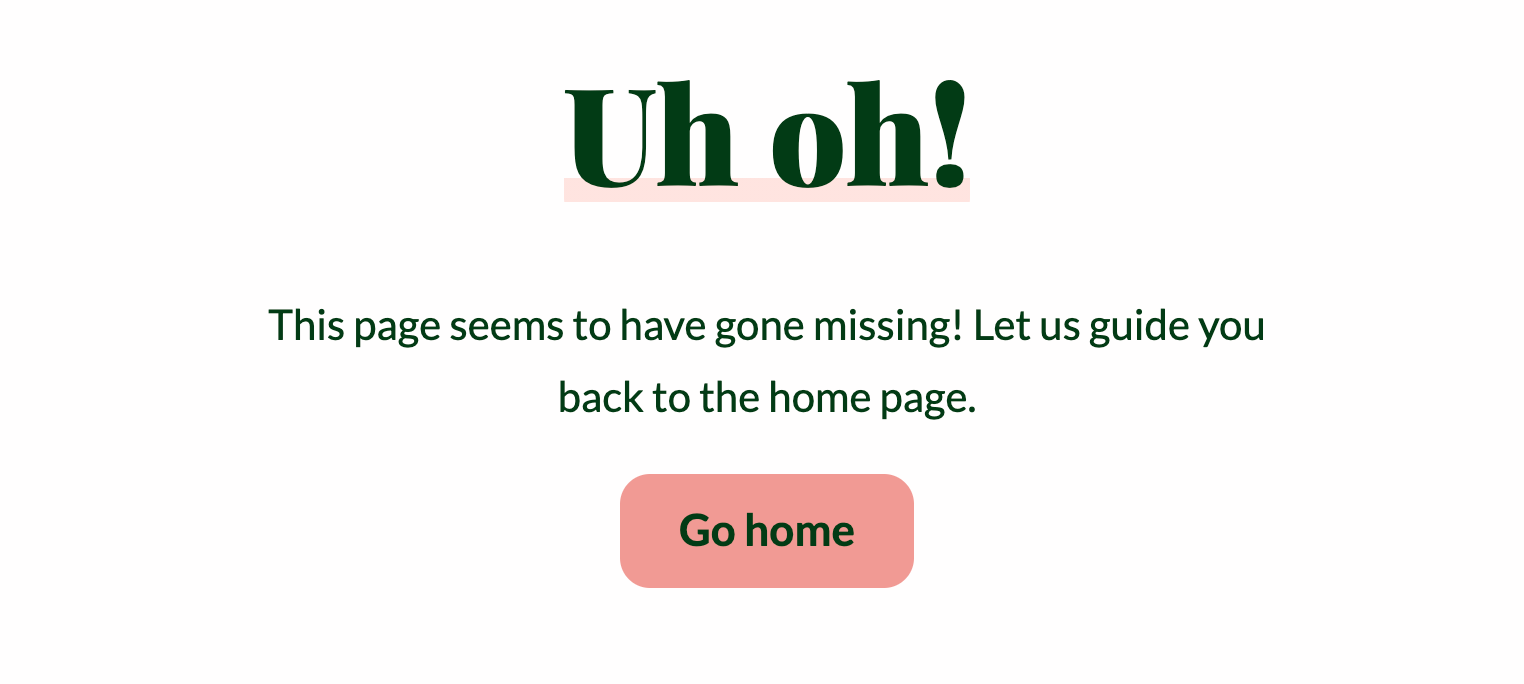 Uh oh!
This page seems to have gone missing! Let us guide you
back to the home page.
Go home